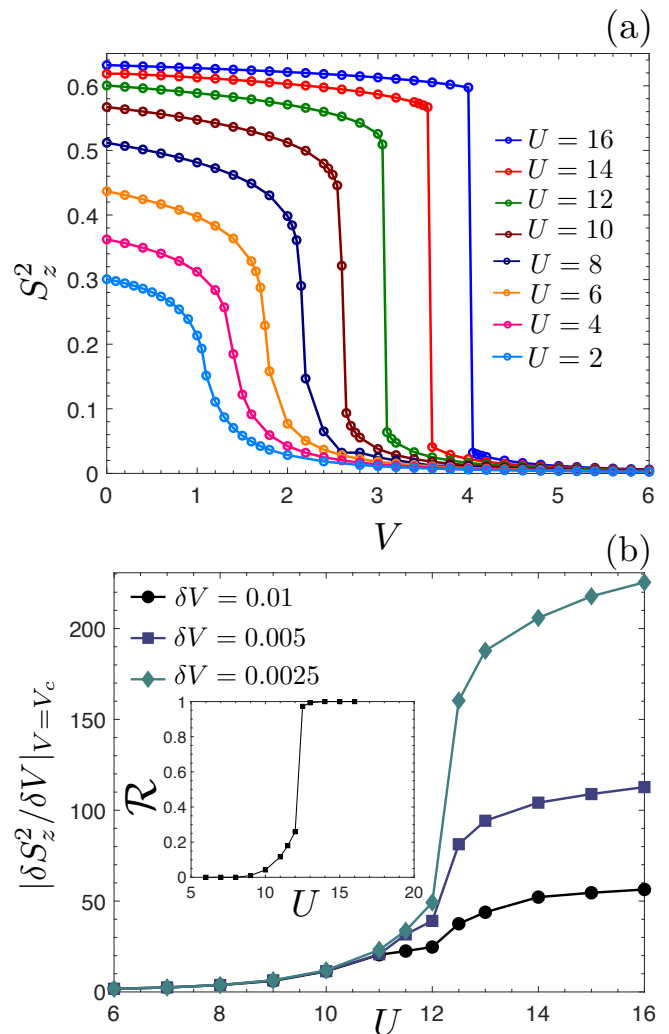 (a)
0.6
0.5
0.4
0.3
0.2
0.1
0
S_z^2
U = 16
U = 14
U = 12
U = 10
U = 8
U = 6
U = 4
U = 2
0 1 2 3 4 5 6
V
(b)
δV = 0.01
δV = 0.005
δV = 0.0025
200
150
100
50
0
|δS_z^2/δV|_{V=V_c}
1
0.8
0.6
0.4
0.2
0
R
5 10 15 20
U
6 8 10 12 14 16
U